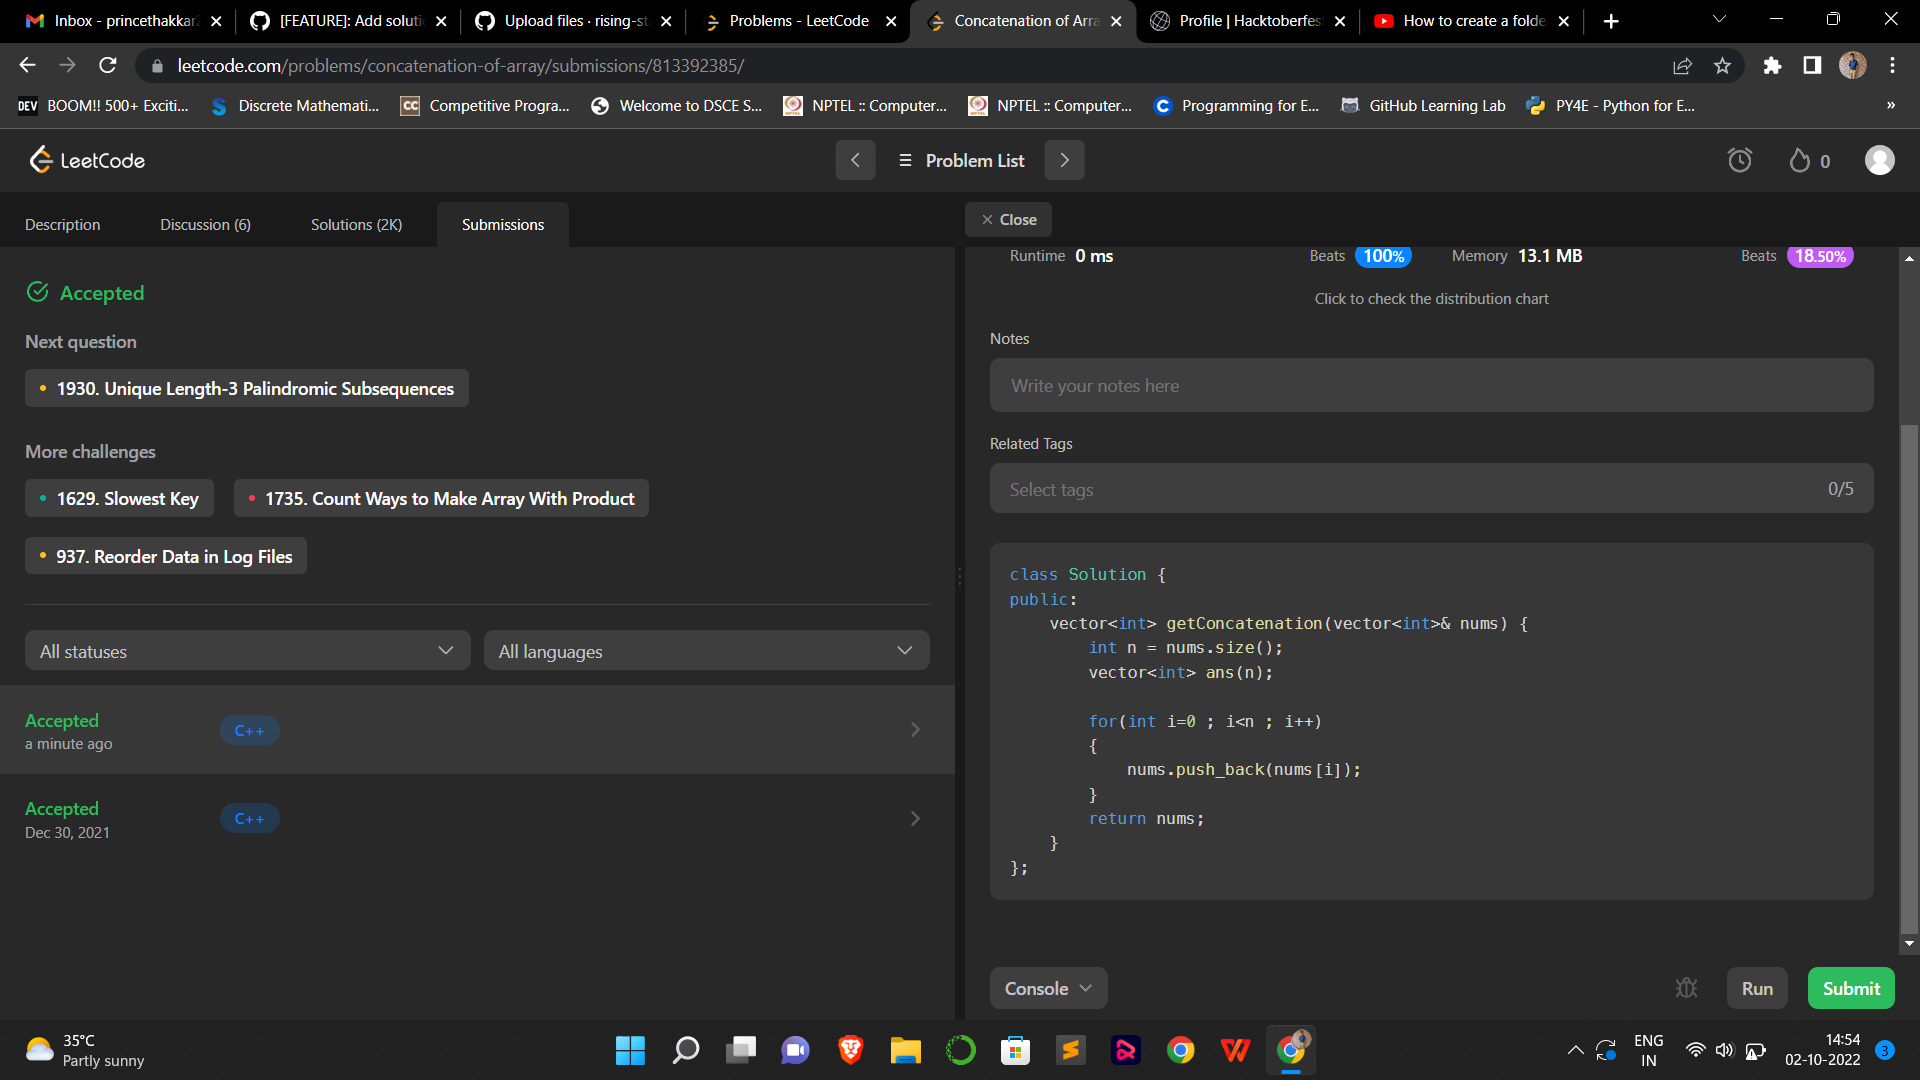 Inbox - princethakkar
[FEATURE]: Add soluti
Upload files · rising-st
Problems - LeetCode
Concatenation of Arra
Profile | Hacktoberfes
How to create a folde
leetcode.com/problems/concatenation-of-array/submissions/813392385/
DEV BOOM!! 500+ Exciti...
Discrete Mathemati...
CC Competitive Progra...
Welcome to DSCE S...
NPTEL :: Computer...
NPTEL :: Computer...
Programming for E...
GitHub Learning Lab
PY4E - Python for E...
»
LeetCode
Problem List
0
Description
Discussion (6)
Solutions (2K)
Submissions
Accepted
Next question
1930. Unique Length-3 Palindromic Subsequences
More challenges
1629. Slowest Key
1735. Count Ways to Make Array With Product
937. Reorder Data in Log Files
All statuses
All languages
Accepted
a minute ago
C++
Accepted
Dec 30, 2021
C++
Close
Runtime 0 ms
Beats 100%
Memory 13.1 MB
Beats 18.50%
Click to check the distribution chart
Notes
Write your notes here
Related Tags
Select tags
0/5
class Solution {
public:
    vector<int> getConcatenation(vector<int>& nums) {
        int n = nums.size();
        vector<int> ans(n);
        for(int i=0 ; i<n ; i++)
        {
            nums.push_back(nums[i]);
        }
        return nums;
    }
};
Console
Run
Submit
35°C
Partly sunny
ENG
IN
14:54
02-10-2022
3